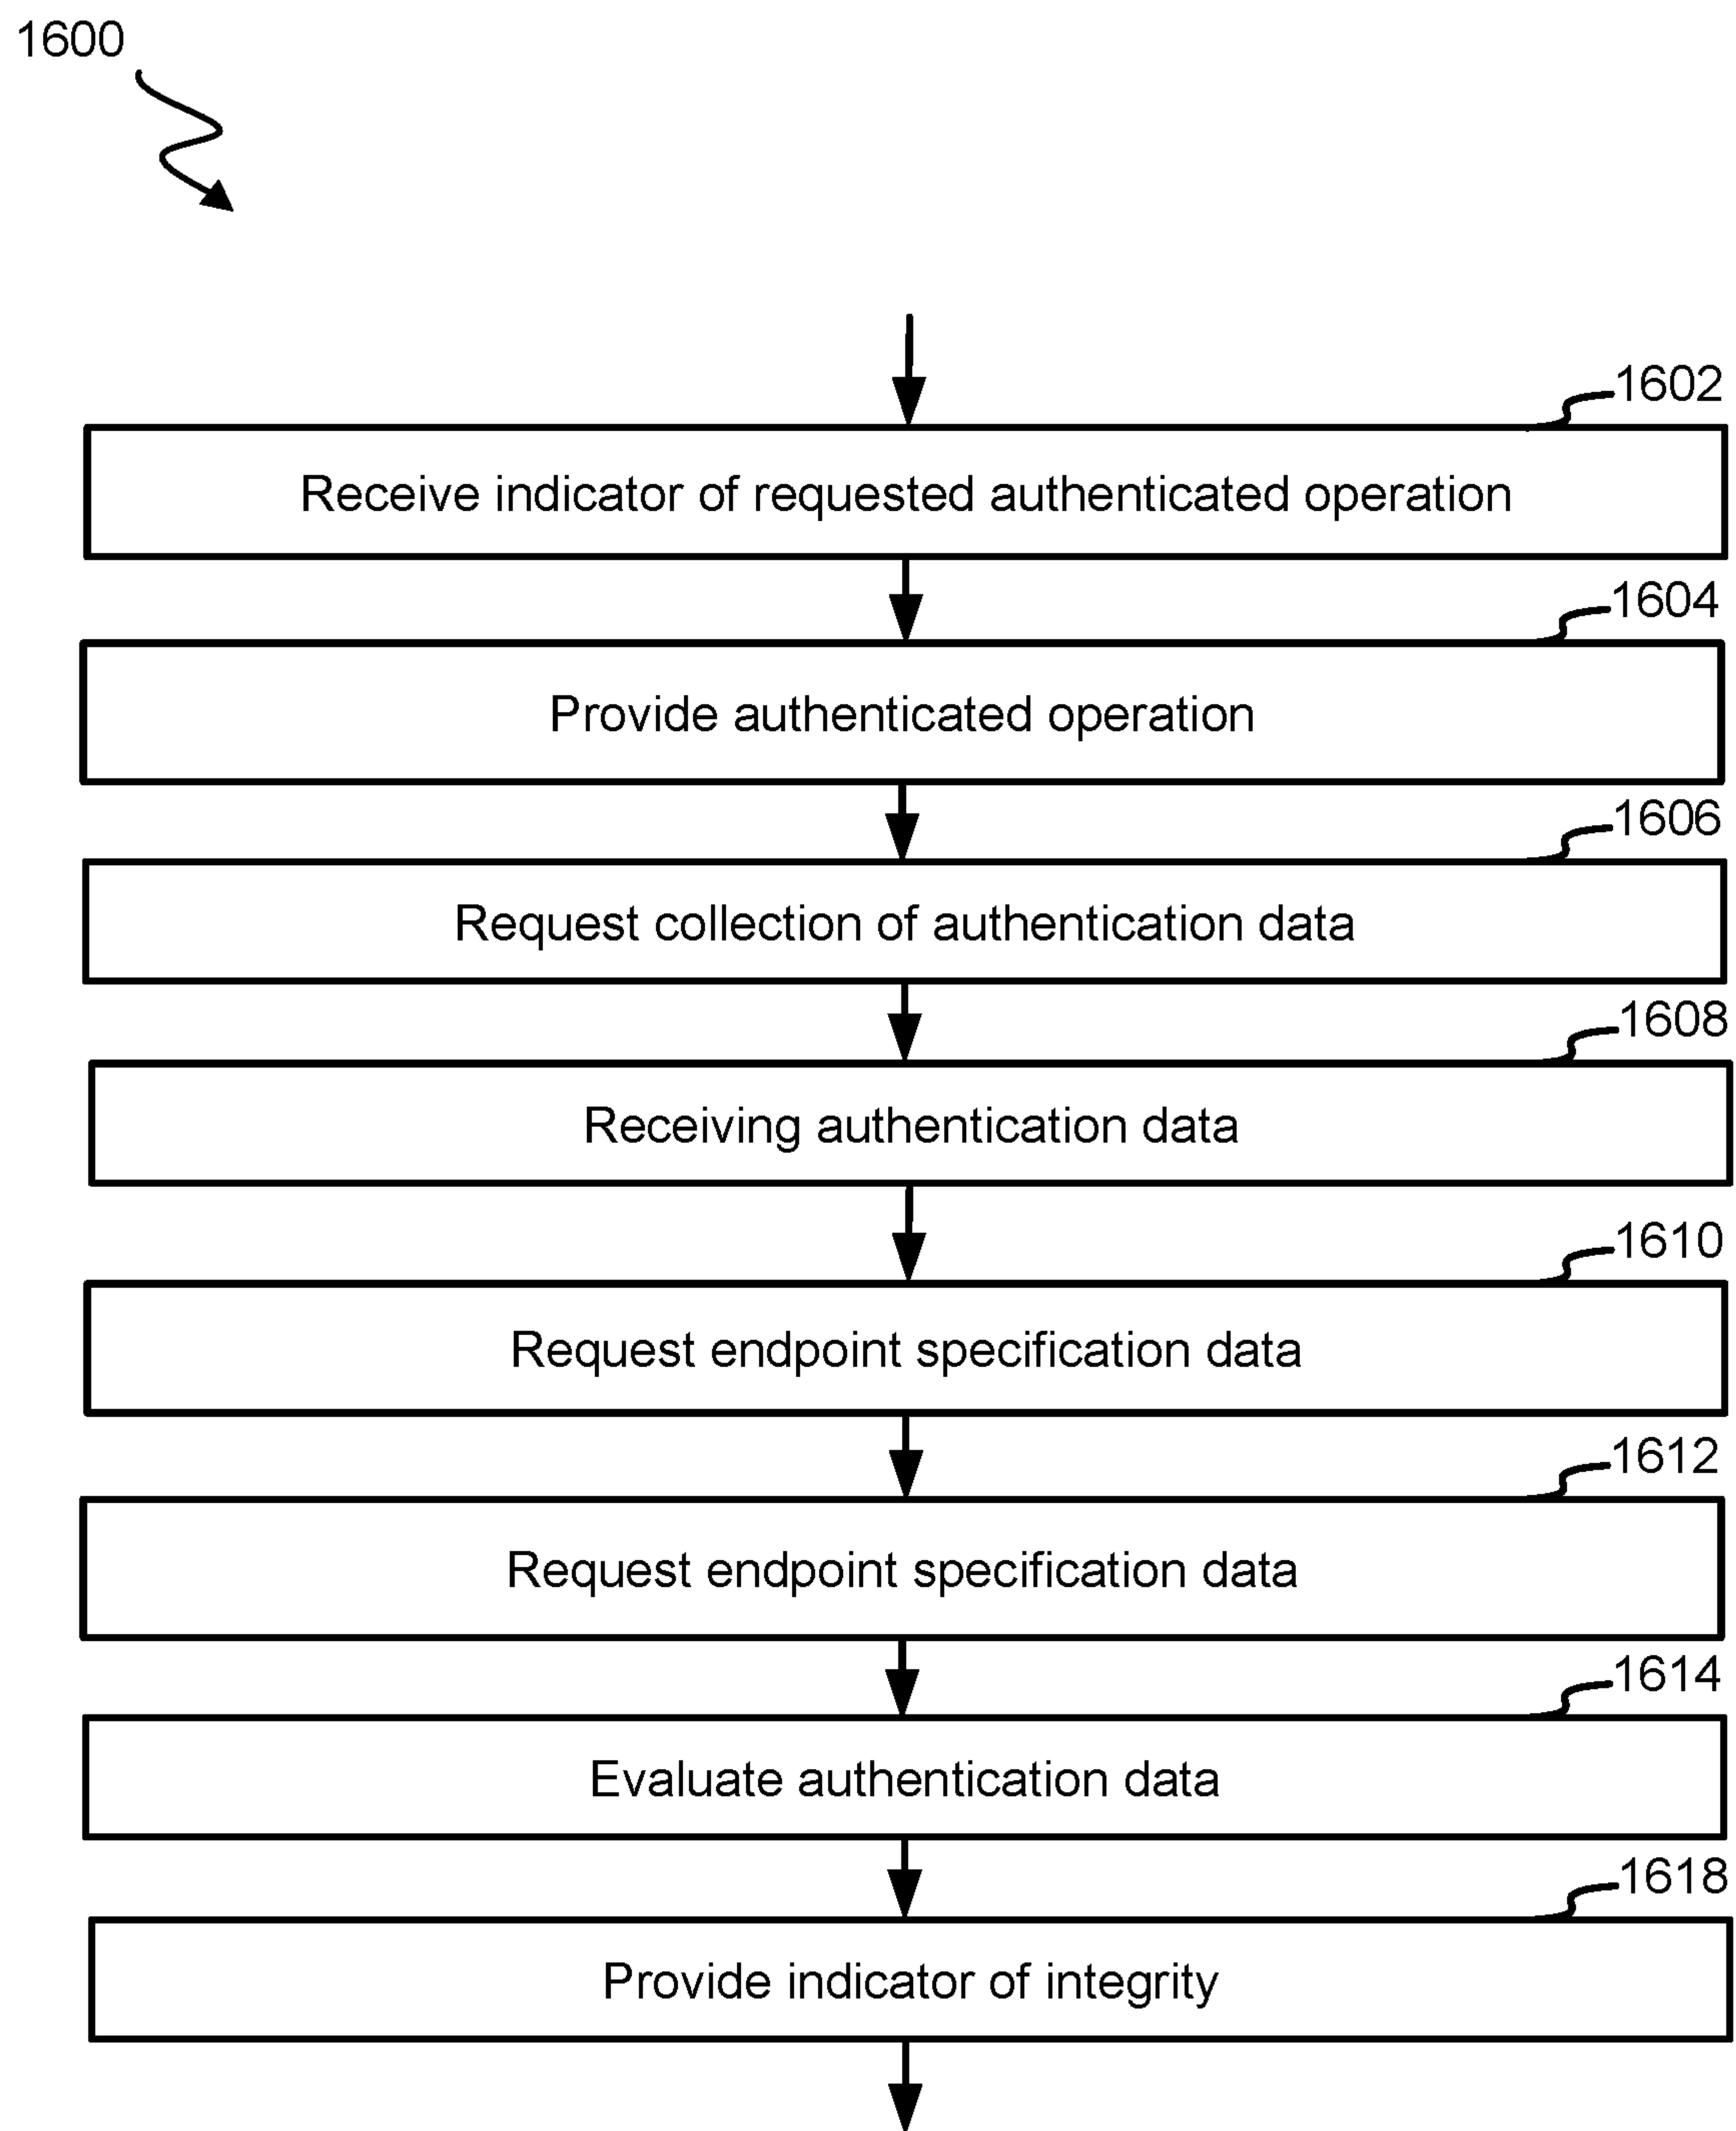 1600
1602
Receive indicator of requested authenticated operation
1604
Provide authenticated operation
1606
Request collection of authentication data
1608
Receiving authentication data
1610
Request endpoint specification data
1612
Request endpoint specification data
1614
Evaluate authentication data
1618
Provide indicator of integrity